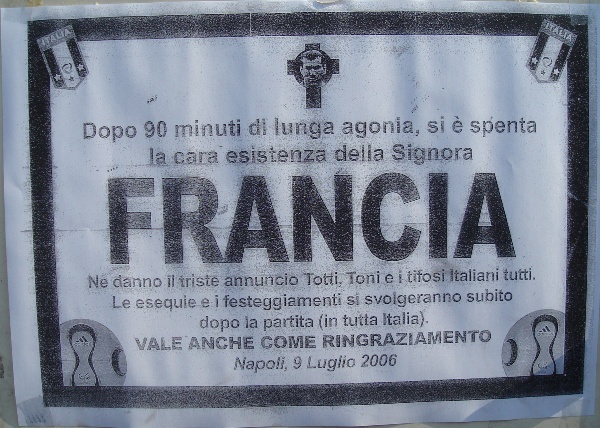 ITALIA
ITALIA
Dopo 90 minuti di lunga agonia, si è spenta
la cara esistenza della Signora
FRANCIA
Ne danno il triste annuncio Totti, Toni e i tifosi Italiani tutti.
Le esequie e i festeggiamenti si svolgeranno subito
dopo la partita (in tutta Italia).
VALE ANCHE COME RINGRAZIAMENTO
Napoli, 9 Luglio 2006